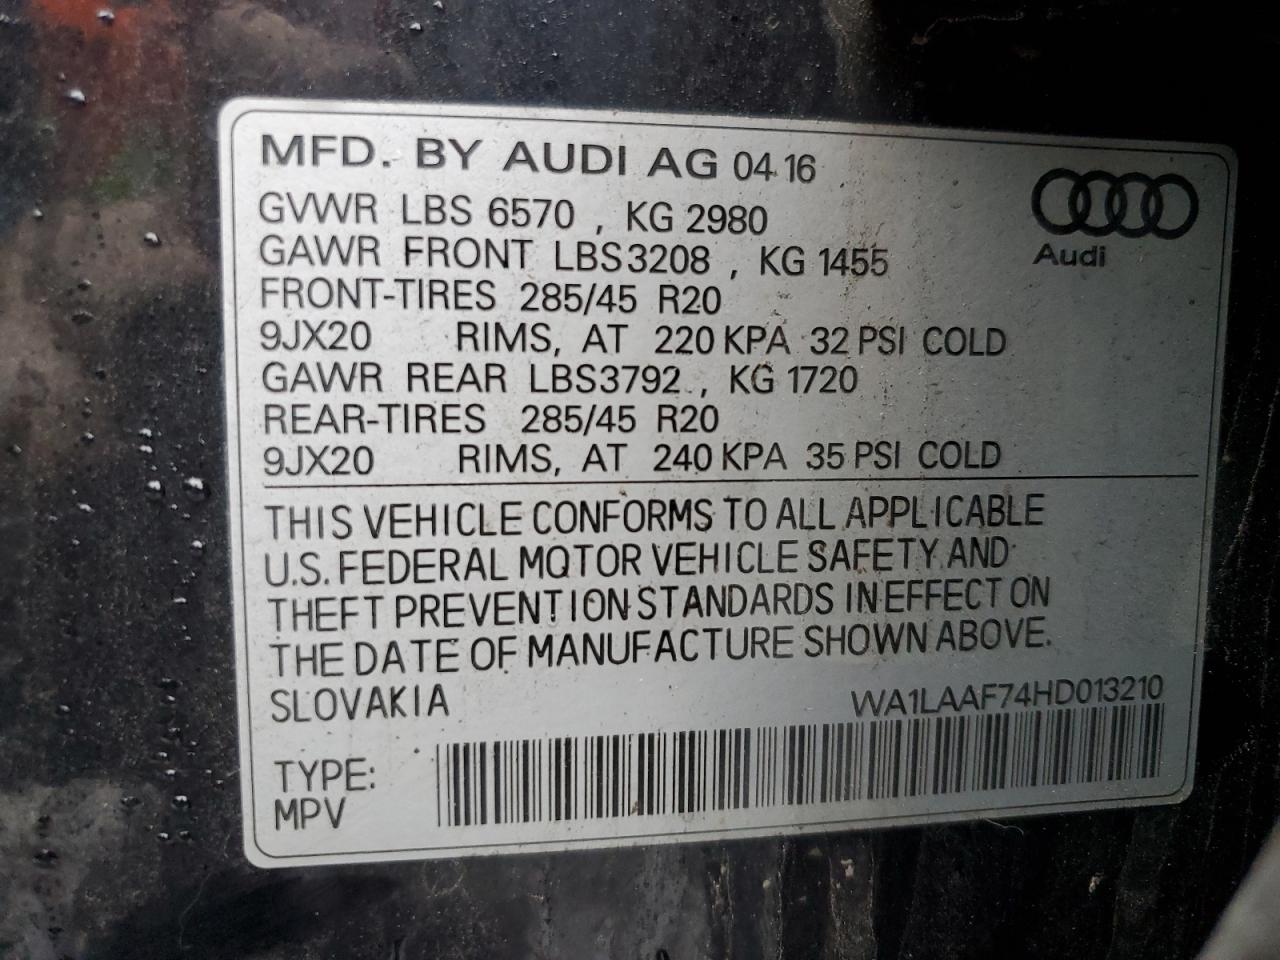 MFD. BY AUDI AG 04 16
GVWR LBS 6570 , KG 2980
GAWR FRONT LBS3208 , KG 1455
FRONT-TIRES 285/45 R20
9JX20 RIMS, AT 220 KPA 32 PSI COLD
GAWR REAR LBS3792 , KG 1720
REAR-TIRES 285/45 R20
9JX20 RIMS, AT 240 KPA 35 PSI COLD
Audi
THIS VEHICLE CONFORMS TO ALL APPLICABLE
U.S. FEDERAL MOTOR VEHICLE SAFETY AND
THEFT PREVENTION STANDARDS IN EFFECT ON
THE DATE OF MANUFACTURE SHOWN ABOVE.
SLOVAKIA WA1LAAF74HD013210
TYPE:
MPV